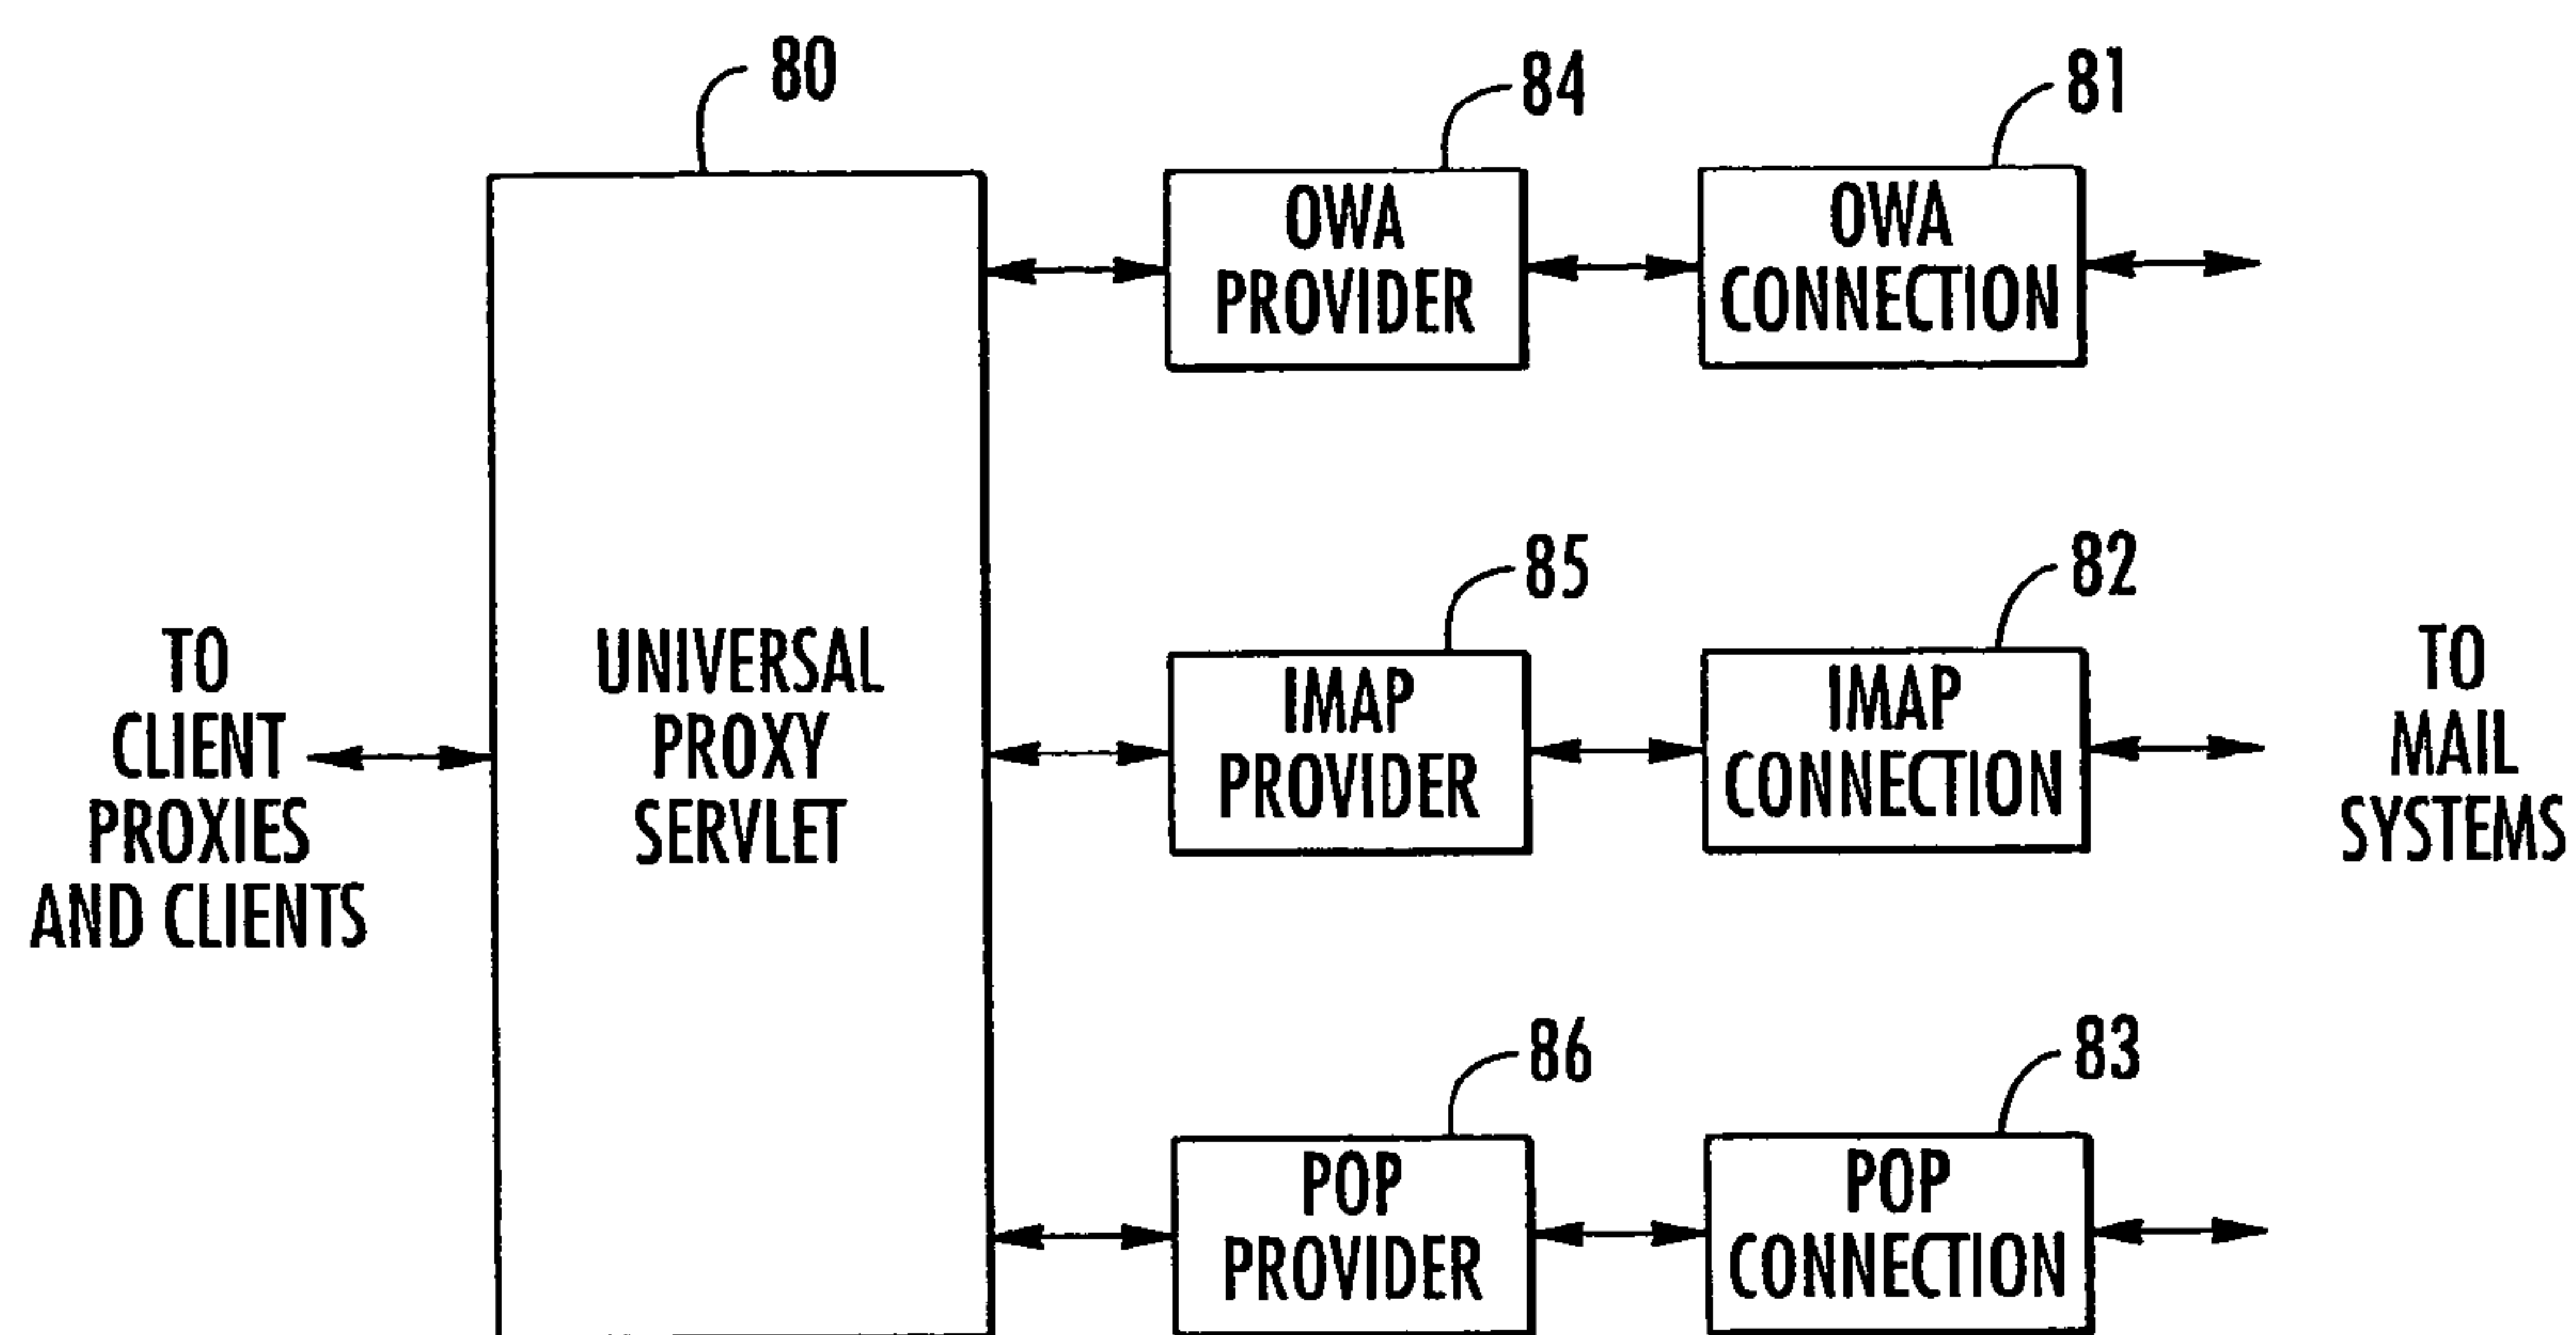 80
84
81
OWA
PROVIDER
OWA
CONNECTION
85
82
TO
CLIENT
PROXIES
AND CLIENTS
UNIVERSAL
PROXY
SERVLET
IMAP
PROVIDER
IMAP
CONNECTION
TO
MAIL
SYSTEMS
86
83
POP
PROVIDER
POP
CONNECTION